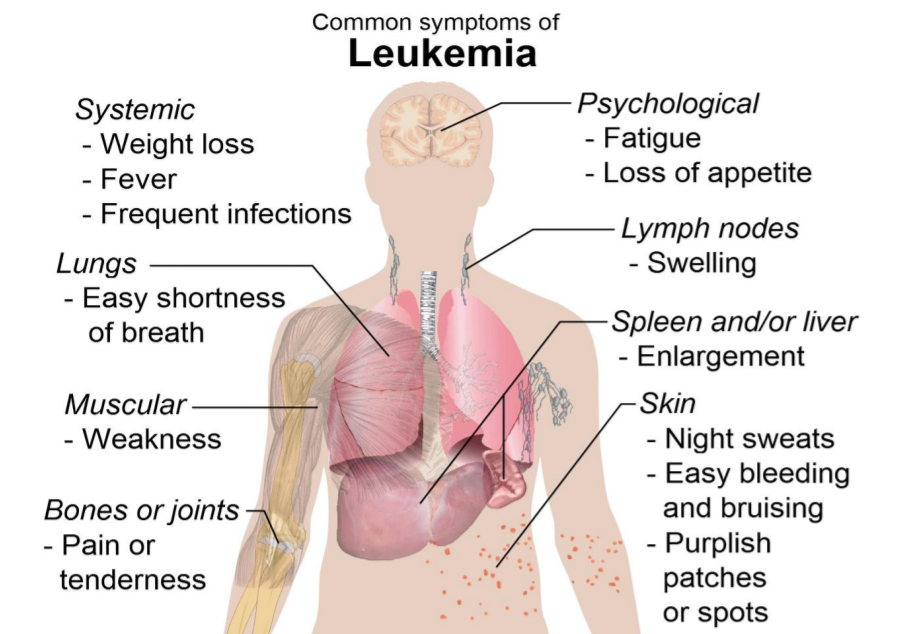 Common symptoms of
Leukemia
Systemic
- Weight loss
- Fever
- Frequent infections
Lungs
- Easy shortness
of breath
Muscular
- Weakness
Bones or joints
- Pain or
tenderness
Psychological
- Fatigue
- Loss of appetite
Lymph nodes
- Swelling
Spleen and/or liver
- Enlargement
Skin
- Night sweats
- Easy bleeding
and bruising
- Purplish
patches
or spots